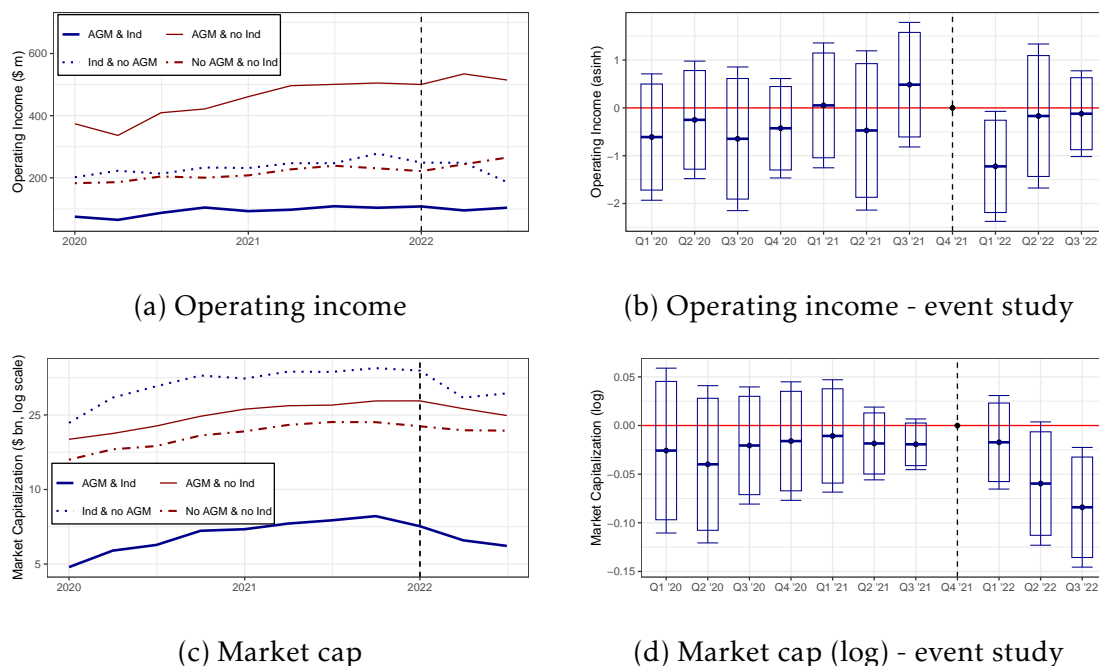 Operating Income ($ m)
600
400
200
AGM & Ind
AGM & no Ind
Ind & no AGM
No AGM & no Ind
2020
2021
2022
(a) Operating income
Operating Income (asinh)
1
0
−1
−2
Q1 '20
Q2 '20
Q3 '20
Q4 '20
Q1 '21
Q2 '21
Q3 '21
Q4 '21
Q1 '22
Q2 '22
Q3 '22
(b) Operating income - event study
Market Capitalization ($ bn, log scale)
25
10
5
AGM & Ind
AGM & no Ind
Ind & no AGM
No AGM & no Ind
2020
2021
2022
(c) Market cap
Market Capitalization (log)
0.05
0.00
−0.05
−0.10
−0.15
Q1 '20
Q2 '20
Q3 '20
Q4 '20
Q1 '21
Q2 '21
Q3 '21
Q4 '21
Q1 '22
Q2 '22
Q3 '22
(d) Market cap (log) - event study